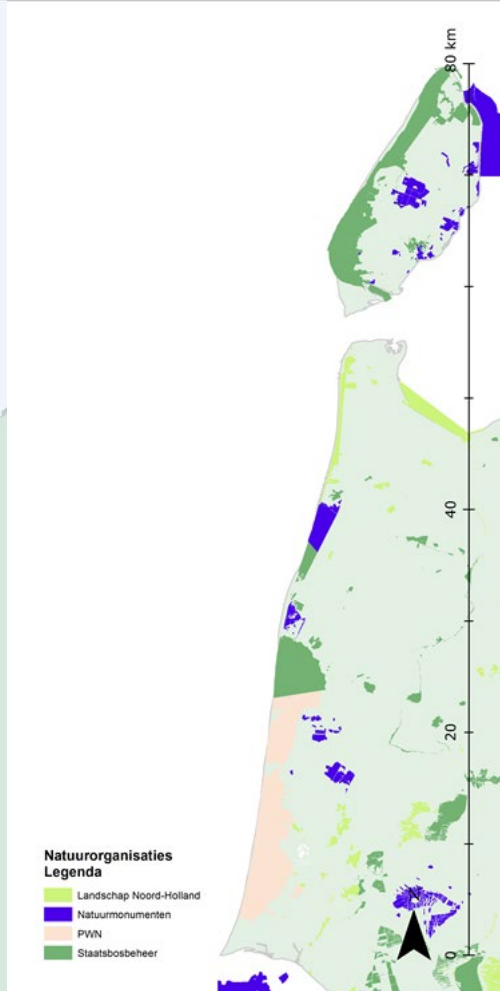 80 km
40
20
N
0
Natuurorganisaties
Legenda
Landschap Noord-Holland
Natuurmonumenten
PWN
Staatsbosbeheer